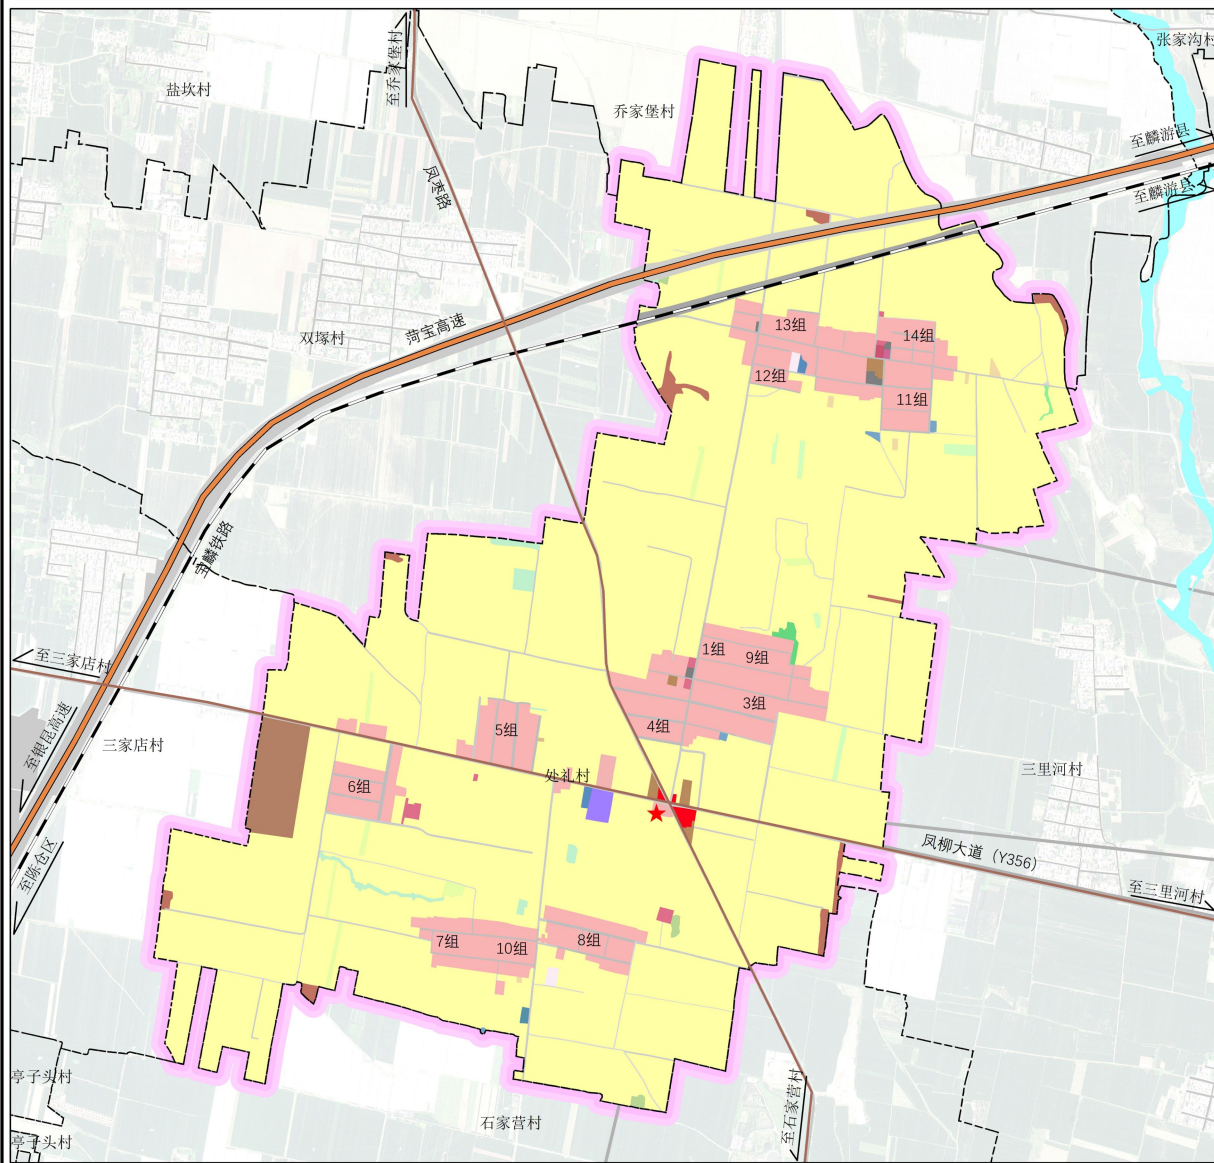 张家沟村
至乔家堡村
盐坎村
乔家堡村
至麟游县
至麟游县
凤枣路
双塚村
菏宝高速
13组
14组
12组
11组
宝麟铁路
至三家店村
1组
9组
3组
4组
5组
至银昆高速
三家店村
处礼村
三里河村
6组
凤柳大道（Y356）
至陈仓区
至三里河村
7组
10组
8组
亭子头村
石家营村
至石家营村
亭子头村